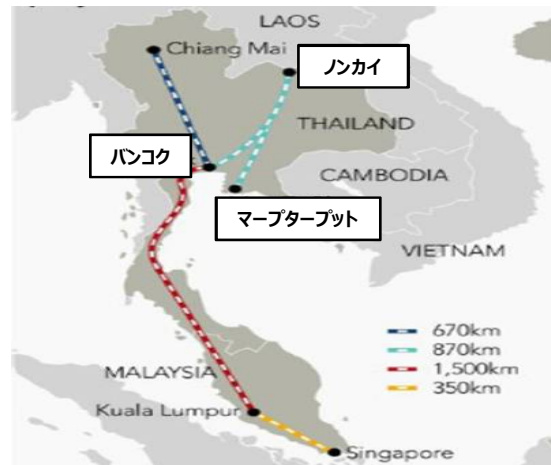 LAOS
Chiang Mai
ノンカイ
THAILAND
バンコク
CAMBODIA
マープタープット
VIETNAM
670km
870km
1,500km
350km
MALAYSIA
Kuala Lumpur
Singapore